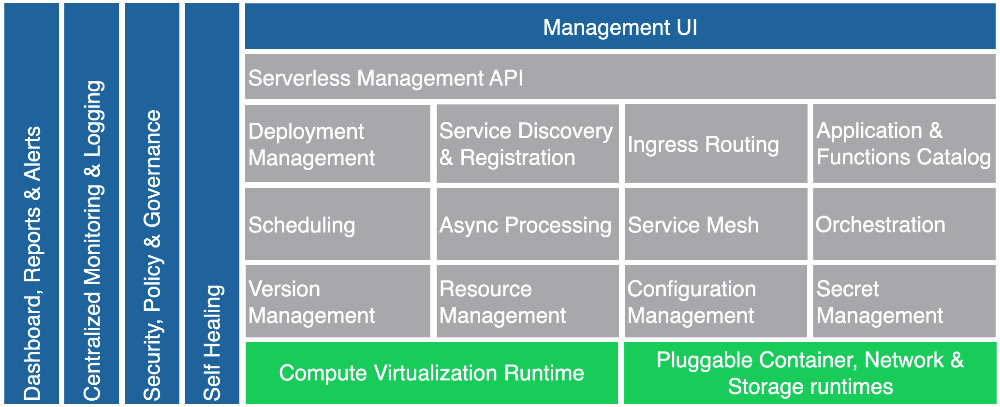 Dashboard, Reports & Alerts
Centralized Monitoring & Logging
Security, Policy & Governance
Self Healing
Management UI
Serverless Management API
Deployment
Management
Service Discovery
& Registration
Ingress Routing
Application &
Functions Catalog
Scheduling
Async Processing
Service Mesh
Orchestration
Version
Management
Resource
Management
Configuration
Management
Secret
Management
Compute Virtualization Runtime
Pluggable Container, Network &
Storage runtimes